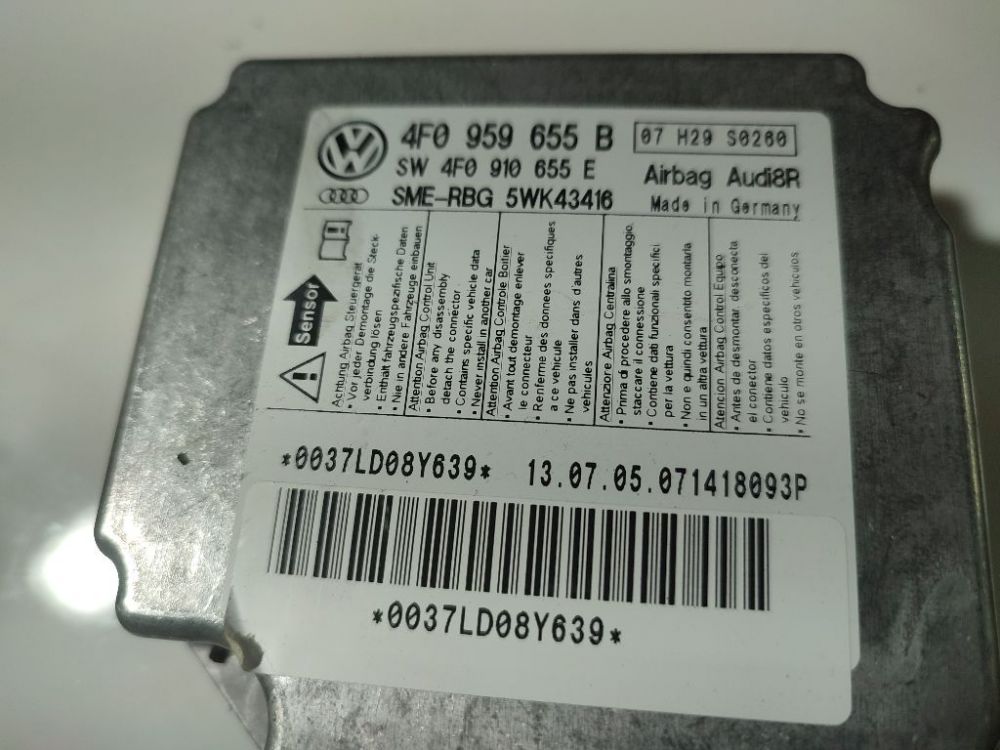 4F0 959 655 B
07 H29 S0260
SW 4F0 910 655 E
Airbag Audi8R
SME-RBG 5WK43416
Made in Germany
Sensor
Achtung Airbag Steuergerät
• Vor jeder Demontage die Steck-
verbindung lösen
• Enthält fahrzeugspezifische Daten
• Nie in andere Fahrzeuge einbauen
Attention Airbag Control Unit
• Before any disassembly
detach the connector
• Contains specific vehicle data
• Never install in another car
Attention Airbag Controle Boitier
• Avant tout demontage enlever
le connecteur
• Renferme des donnees specifiques
a ce vehicule
• Ne pas installer dans d'autres
vehicules
Attenzione Airbag Centralina
• Prima di procedere allo smontaggio,
staccare il connessione
• Contiene dati funzionali specifici
per la vettura
• Non e quindi consentito montarla
in un altra vettura
Atencion Airbag Control Equipo
• Antes de desmontar desconecta
el conector
• Contiene datos especificos del
vehiculo
• No se monte en otros vehiculos
*0037LD08Y639*
13.07.05.071418093P
*0037LD08Y639*